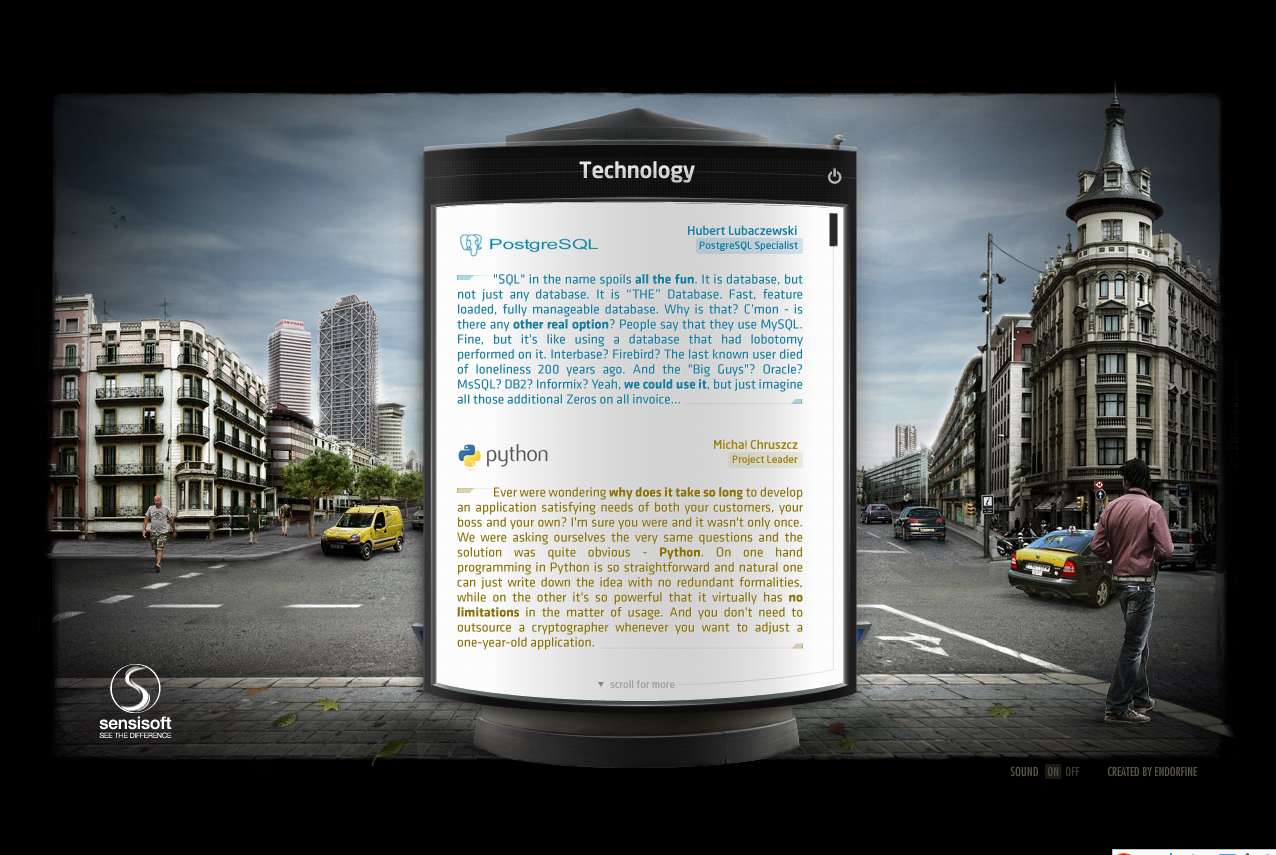 Technology
PostgreSQL
Hubert Lubaczewski
PostgreSQL Specialist
"SQL" in the name spoils all the fun. It is database, but
not just any database. It is “THE” Database. Fast, feature
loaded, fully manageable database. Why is that? C'mon - is
there any other real option? People say that they use MySQL.
Fine, but it's like using a database that had lobotomy
performed on it. Interbase? Firebird? The last known user died
of loneliness 200 years ago. And the "Big Guys"? Oracle?
MsSQL? DB2? Informix? Yeah, we could use it, but just imagine
all those additional Zeros on all invoice...
python
Michał Chruszcz
Project Leader
Ever were wondering why does it take so long to develop
an application satisfying needs of both your customers, your
boss and your own? I'm sure you were and it wasn't only once.
We were asking ourselves the very same questions and the
solution was quite obvious - Python. On one hand
programming in Python is so straightforward and natural one
can just write down the idea with no redundant formalities,
while on the other it's so powerful that it virtually has no
limitations in the matter of usage. And you don't need to
outsource a cryptographer whenever you want to adjust a
one-year-old application.
scroll for more
sensisoft
SEE THE DIFFERENCE
SOUND ON OFF CREATED BY ENDORFINE